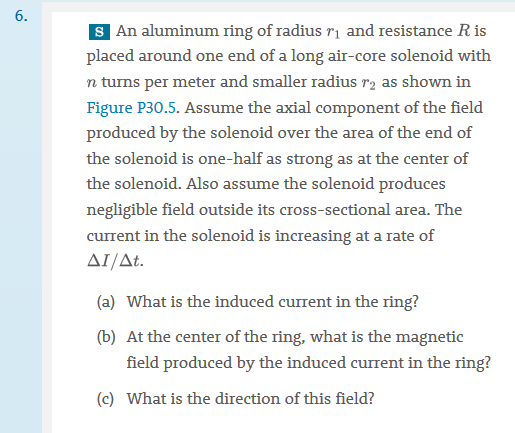 6.
S An aluminum ring of radius r₁ and resistance R is
placed around one end of a long air-core solenoid with
n turns per meter and smaller radius r₂ as shown in
Figure P30.5. Assume the axial component of the field
produced by the solenoid over the area of the end of
the solenoid is one-half as strong as at the center of
the solenoid. Also assume the solenoid produces
negligible field outside its cross-sectional area. The
current in the solenoid is increasing at a rate of
ΔI/Δt.
(a) What is the induced current in the ring?
(b) At the center of the ring, what is the magnetic
field produced by the induced current in the ring?
(c) What is the direction of this field?